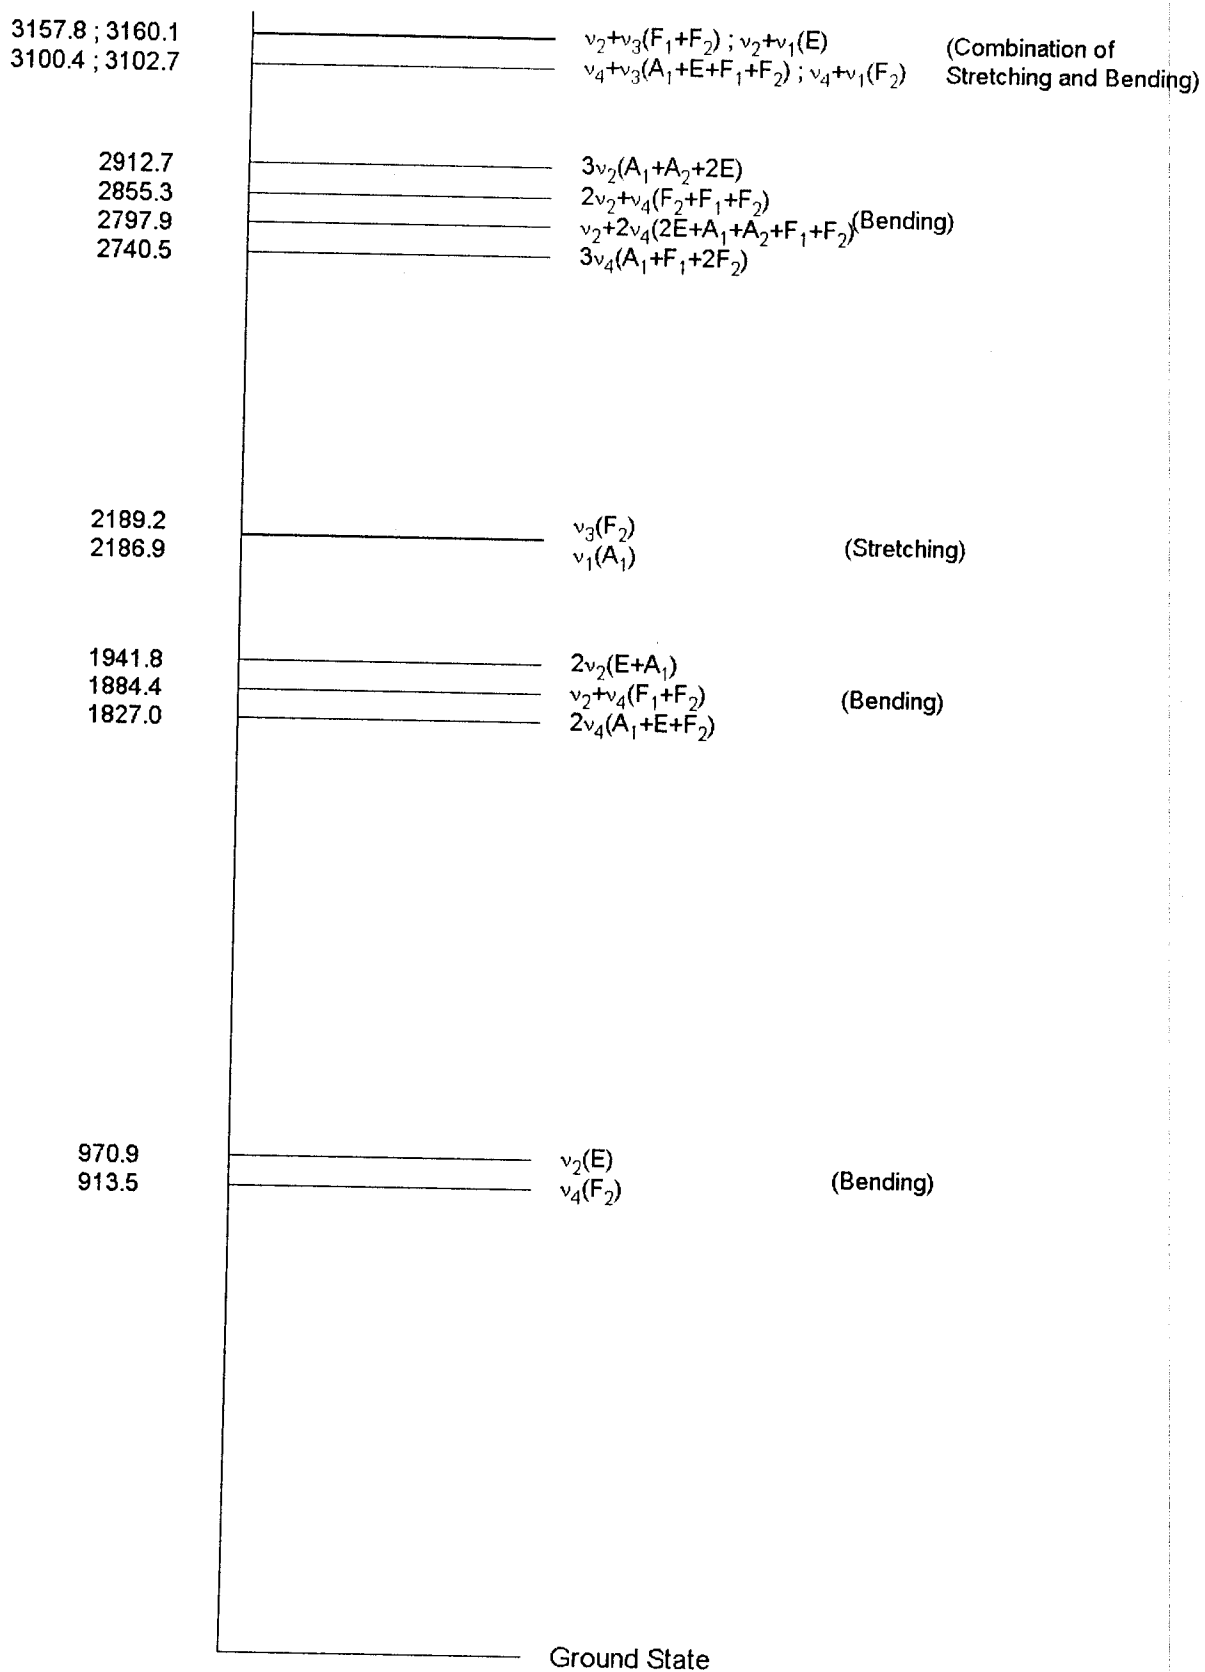 3157.8 ; 3160.1 ν₂+ν₃(F₁+F₂) ; ν₂+ν₁(E) (Combination of
3100.4 ; 3102.7 ν₄+ν₃(A₁+E+F₁+F₂) ; ν₄+ν₁(F₂) Stretching and Bending)
2912.7 3ν₂(A₁+A₂+2E)
2855.3 2ν₂+ν₄(F₂+F₁+F₂)
2797.9 ν₂+2ν₄(2E+A₁+A₂+F₁+F₂) (Bending)
2740.5 3ν₄(A₁+F₁+2F₂)
2189.2 ν₃(F₂)
2186.9 ν₁(A₁) (Stretching)
1941.8 2ν₂(E+A₁)
1884.4 ν₂+ν₄(F₁+F₂) (Bending)
1827.0 2ν₄(A₁+E+F₂)
970.9 ν₂(E)
913.5 ν₄(F₂) (Bending)
Ground State